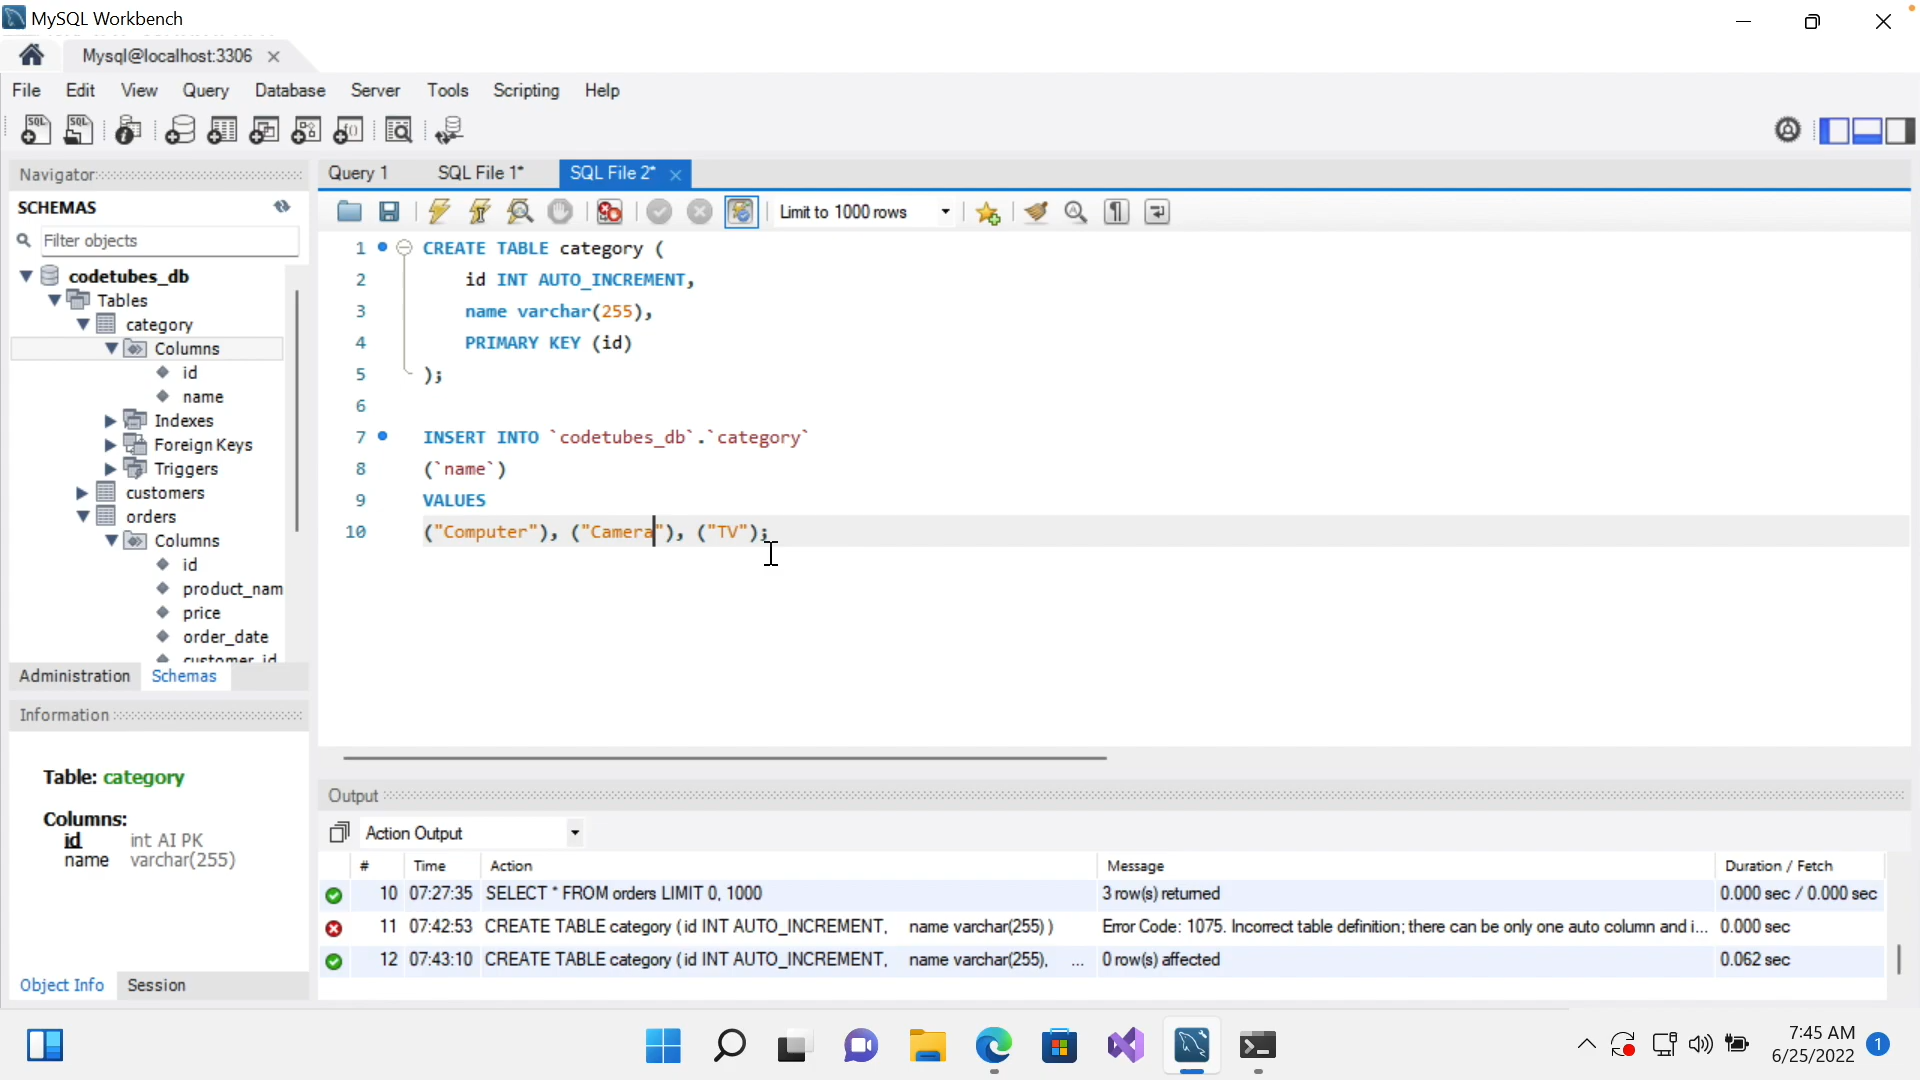 MySQL Workbench
Mysql@localhost:3306
File Edit View Query Database Server Tools Scripting Help
SQL SQL
Navigator
SCHEMAS
Filter objects
codetubes_db
Tables
category
Columns
id
name
Indexes
Foreign Keys
Triggers
customers
orders
Columns
id
product_nam
price
order_date
customer_id
Administration Schemas
Information
Table: category
Columns:
id int AI PK
name varchar(255)
Object Info Session
Query 1 SQL File 1* SQL File 2*
Limit to 1000 rows
1 CREATE TABLE category (
2 id INT AUTO_INCREMENT,
3 name varchar(255),
4 PRIMARY KEY (id)
5 );
6
7 INSERT INTO `codetubes_db`.`category`
8 (`name`)
9 VALUES
10 ("Computer"), ("Camera"), ("TV");
Output
Action Output
# Time Action Message Duration / Fetch
10 07:27:35 SELECT * FROM orders LIMIT 0, 1000 3 row(s) returned 0.000 sec / 0.000 sec
11 07:42:53 CREATE TABLE category ( id INT AUTO_INCREMENT, name varchar(255) ) Error Code: 1075. Incorrect table definition; there can be only one auto column and i... 0.000 sec
12 07:43:10 CREATE TABLE category ( id INT AUTO_INCREMENT, name varchar(255), ... 0 row(s) affected 0.062 sec
7:45 AM
6/25/2022
1